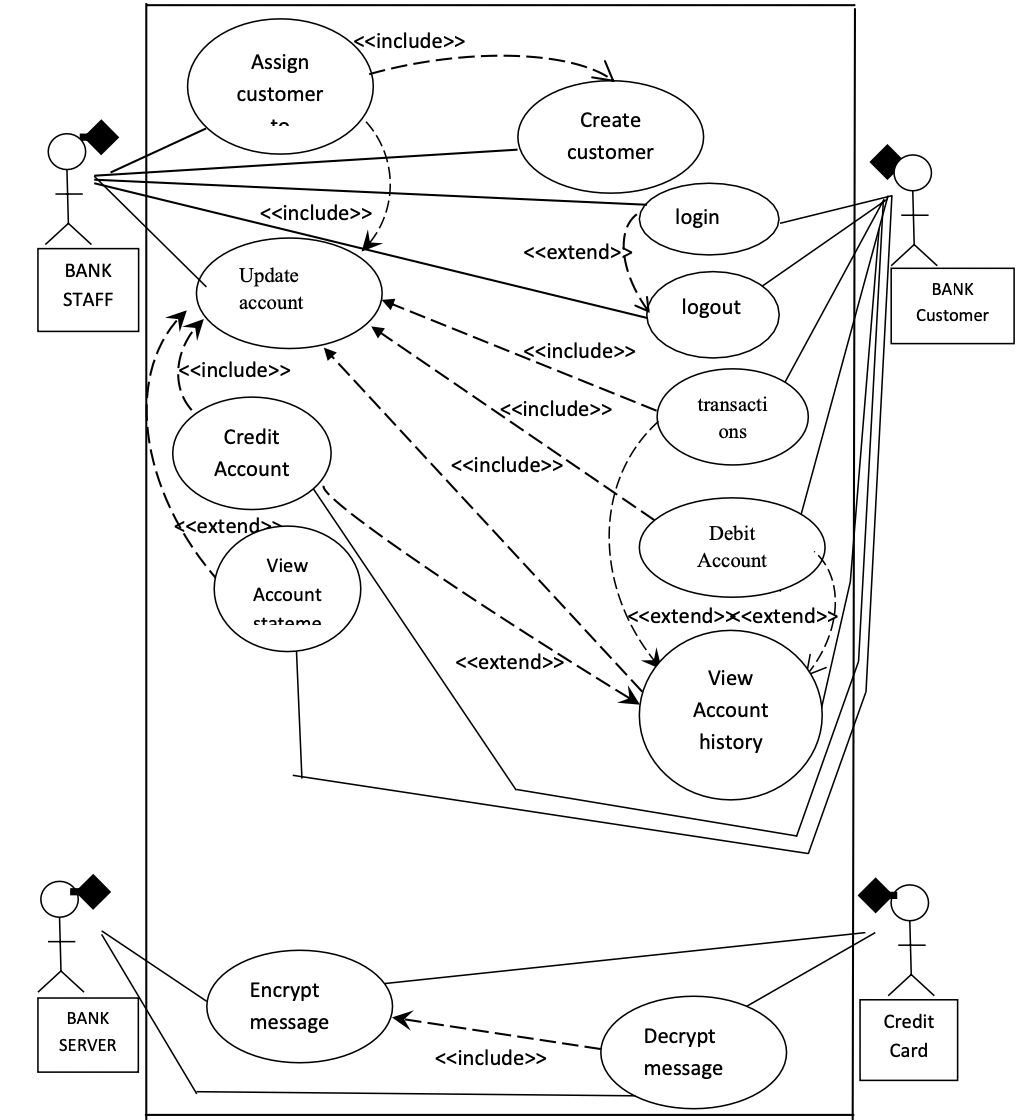 <<include>>
Assign
customer
to
Create
customer
login
<<include>>
<<extend>>
BANK
STAFF
Update
account
logout
BANK
Customer
<<include>>
<<include>>
transacti
ons
<<include>>
Credit
Account
<<include>>
<<extend>>
Debit
Account
View
Account
stateme
<<extend>>
<<extend>>
<<extend>>
View
Account
history
Encrypt
message
BANK
SERVER
Credit
Card
Decrypt
message
<<include>>